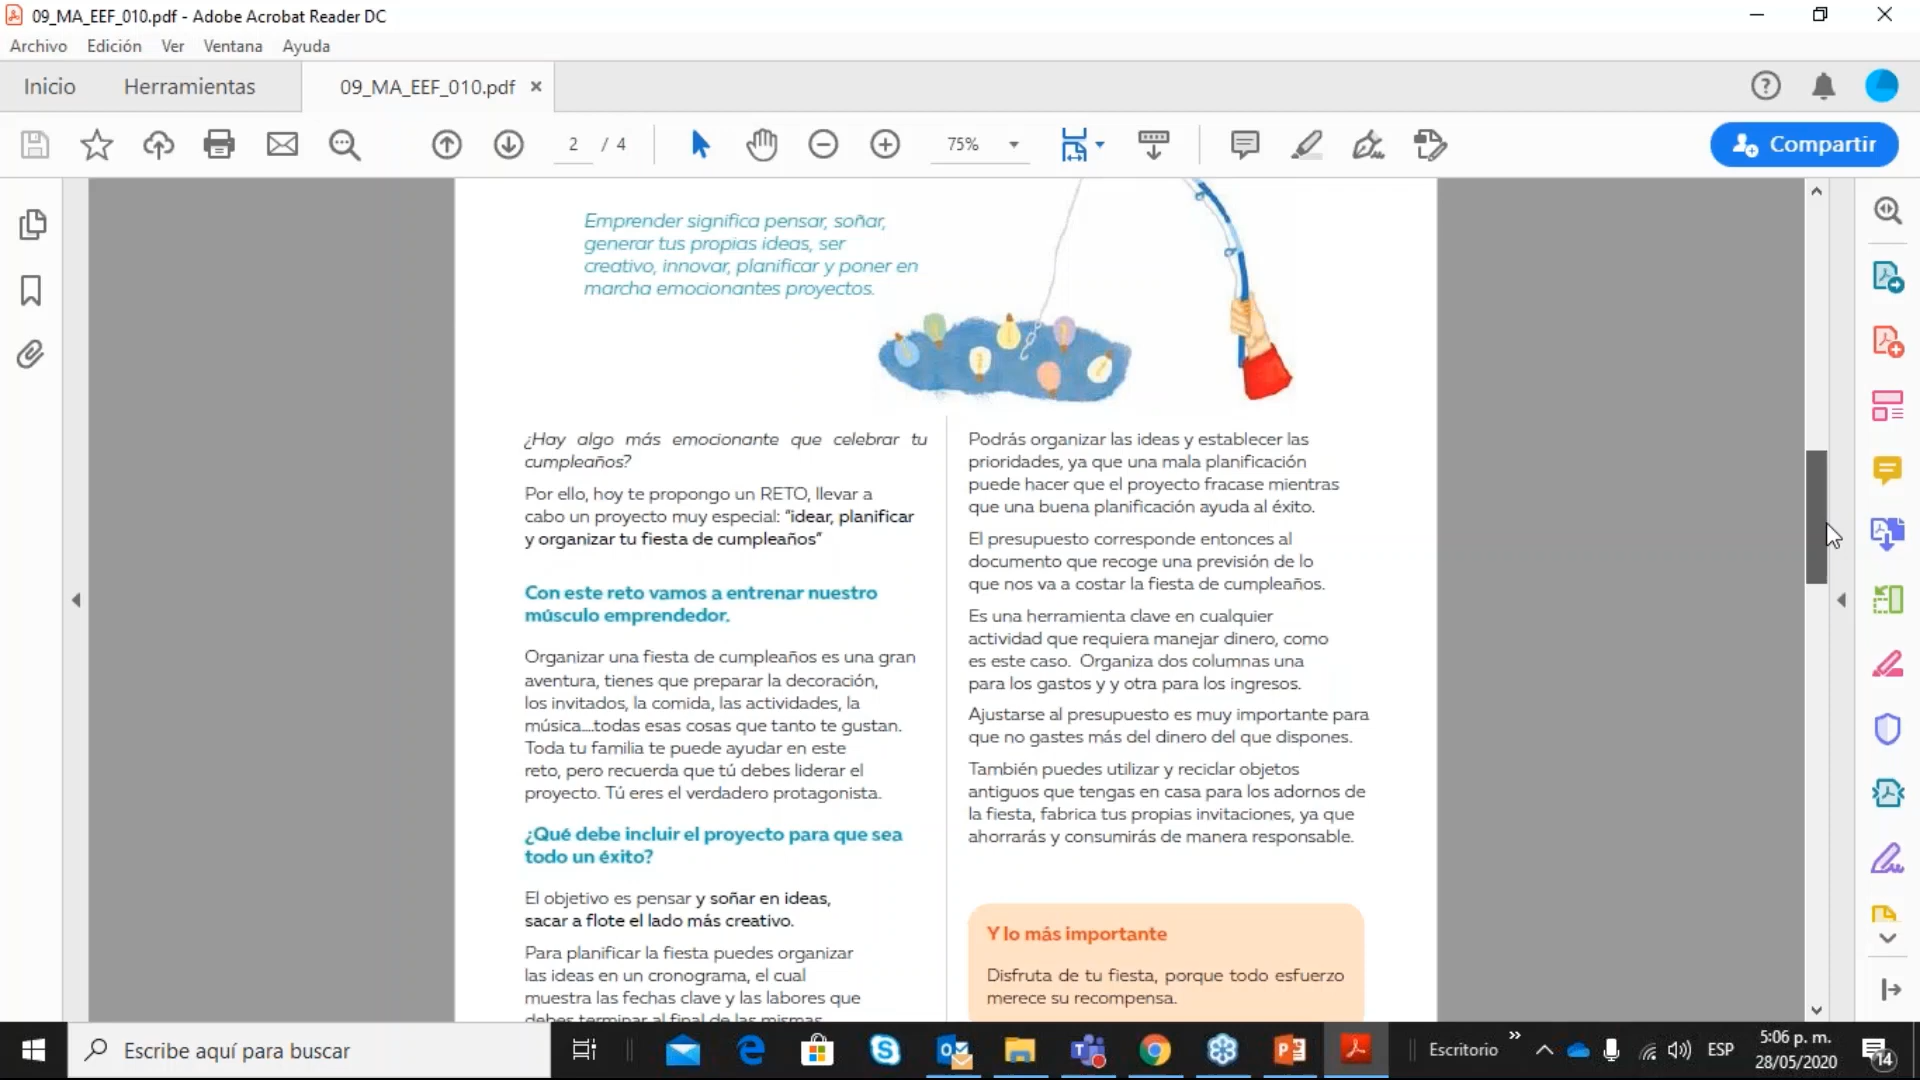 09_MA_EEF_010.pdf - Adobe Acrobat Reader DC
Archivo Edición Ver Ventana Ayuda
Inicio Herramientas 09_MA_EEF_010.pdf ×
2 / 4 75% Compartir
Emprender significa pensar, soñar,
generar tus propias ideas, ser
creativo, innovar, planificar y poner en
marcha emocionantes proyectos.
¿Hay algo más emocionante que celebrar tu
cumpleaños?
Por ello, hoy te propongo un RETO, llevar a
cabo un proyecto muy especial: "idear, planificar
y organizar tu fiesta de cumpleaños"
Con este reto vamos a entrenar nuestro
músculo emprendedor.
Organizar una fiesta de cumpleaños es una gran
aventura, tienes que preparar la decoración,
los invitados, la comida, las actividades, la
música....todas esas cosas que tanto te gustan.
Toda tu familia te puede ayudar en este
reto, pero recuerda que tú debes liderar el
proyecto. Tú eres el verdadero protagonista.
¿Qué debe incluir el proyecto para que sea
todo un éxito?
El objetivo es pensar y soñar en ideas,
sacar a flote el lado más creativo.
Para planificar la fiesta puedes organizar
las ideas en un cronograma, el cual
muestra las fechas clave y las labores que
debes terminar al final de las mismas
Podrás organizar las ideas y establecer las
prioridades, ya que una mala planificación
puede hacer que el proyecto fracase mientras
que una buena planificación ayuda al éxito.
El presupuesto corresponde entonces al
documento que recoge una previsión de lo
que nos va a costar la fiesta de cumpleaños.
Es una herramienta clave en cualquier
actividad que requiera manejar dinero, como
es este caso. Organiza dos columnas una
para los gastos y y otra para los ingresos.
Ajustarse al presupuesto es muy importante para
que no gastes más del dinero del que dispones.
También puedes utilizar y reciclar objetos
antiguos que tengas en casa para los adornos de
la fiesta, fabrica tus propias invitaciones, ya que
ahorrarás y consumirás de manera responsable.
Y lo más importante
Disfruta de tu fiesta, porque todo esfuerzo
merece su recompensa.
Escribe aquí para buscar
Escritorio
ESP
5:06 p. m.
28/05/2020
14